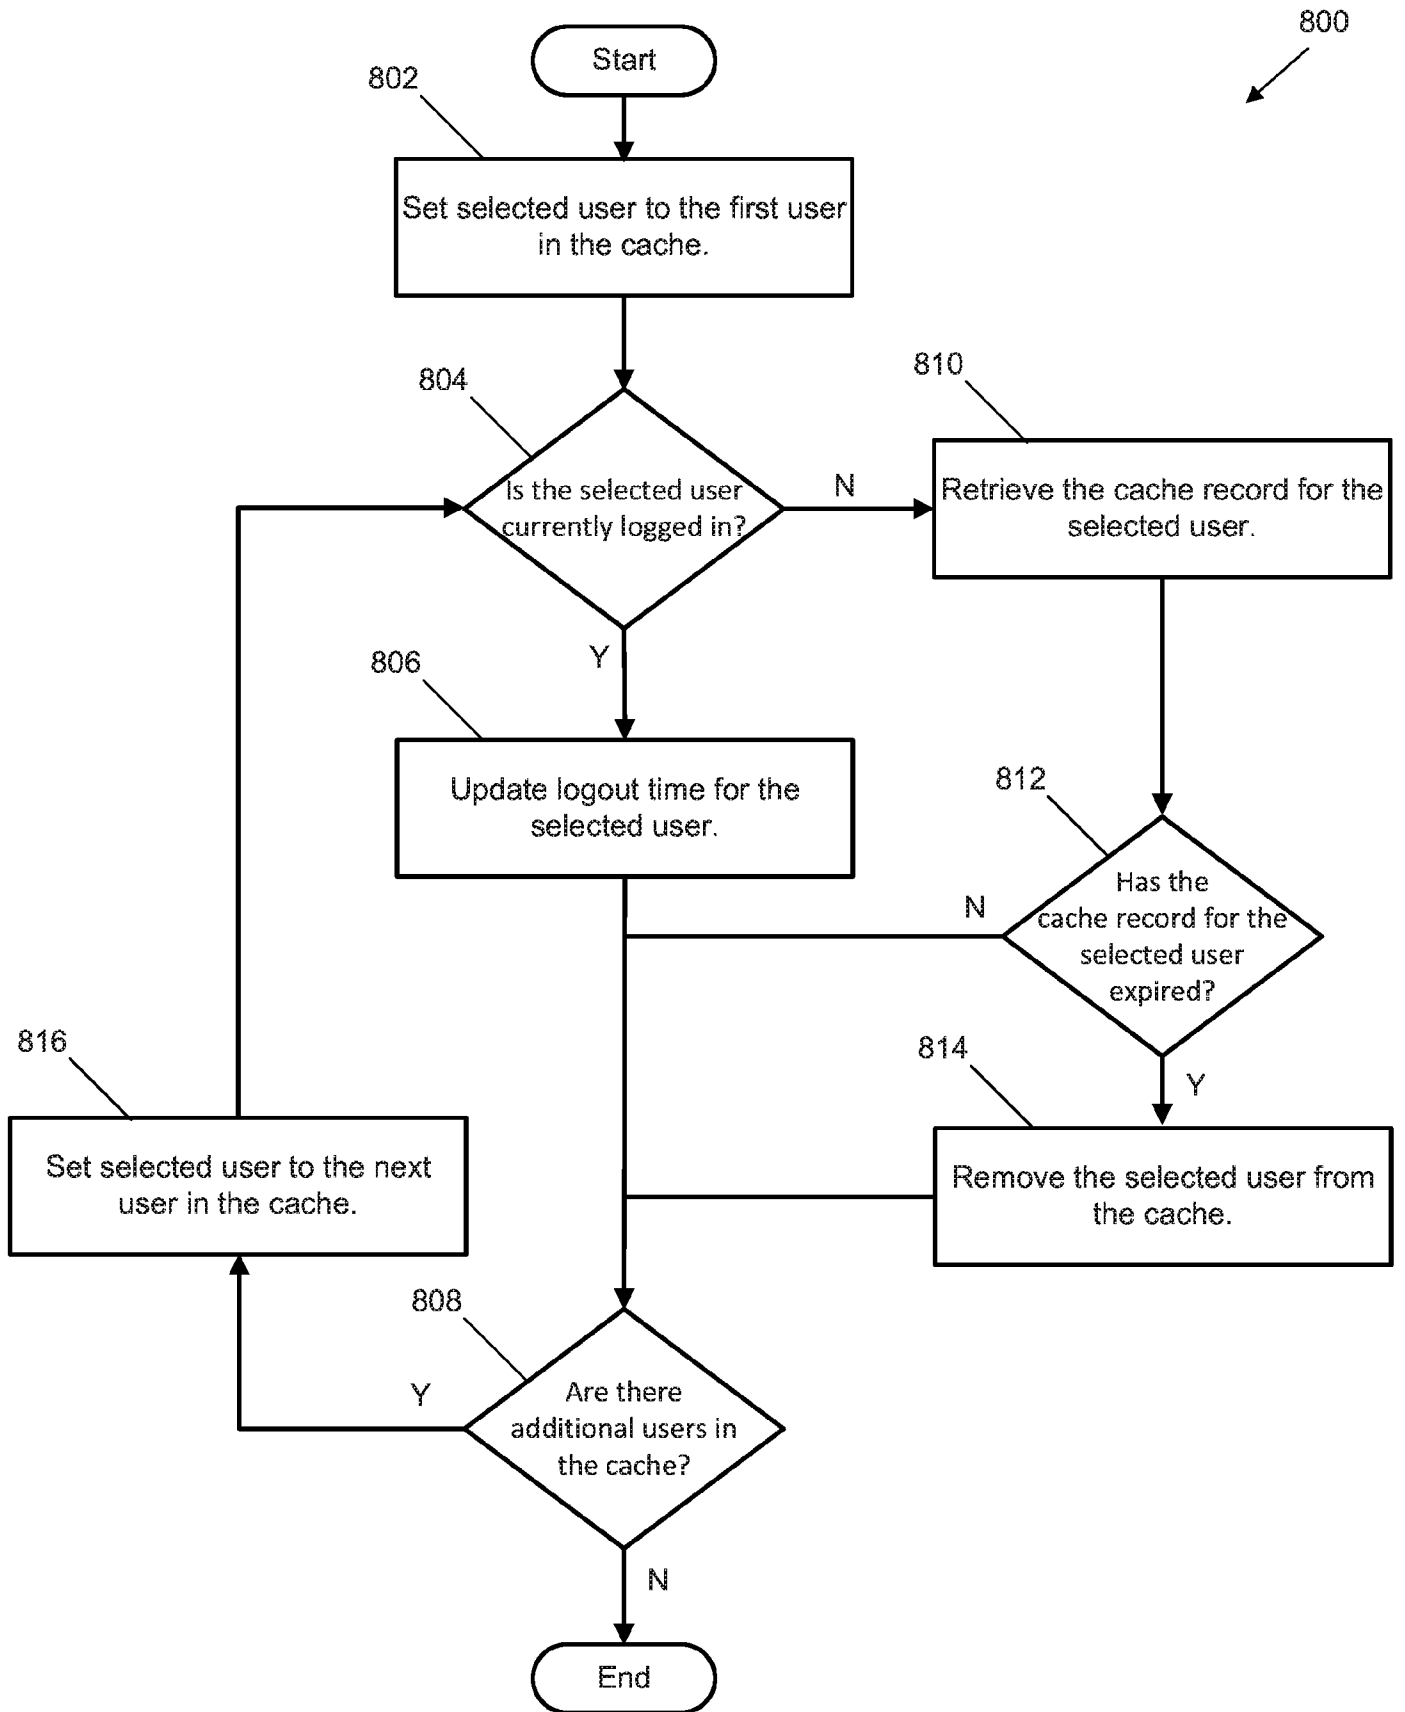 800
Start
802
Set selected user to the first user
in the cache.
804
Is the selected user
currently logged in?
N
810
Retrieve the cache record for the
selected user.
Y
806
Update logout time for the
selected user.
812
Has the
cache record for the
selected user
expired?
N
Y
814
Remove the selected user from
the cache.
816
Set selected user to the next
user in the cache.
808
Are there
additional users in
the cache?
Y
N
End